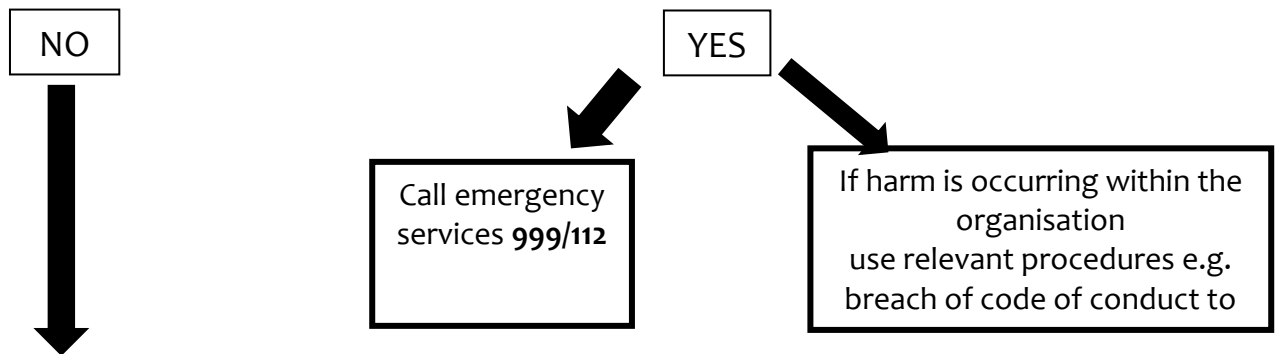 NO
YES
Call emergency
services 999/112
If harm is occurring within the
organisation
use relevant procedures e.g.
breach of code of conduct to